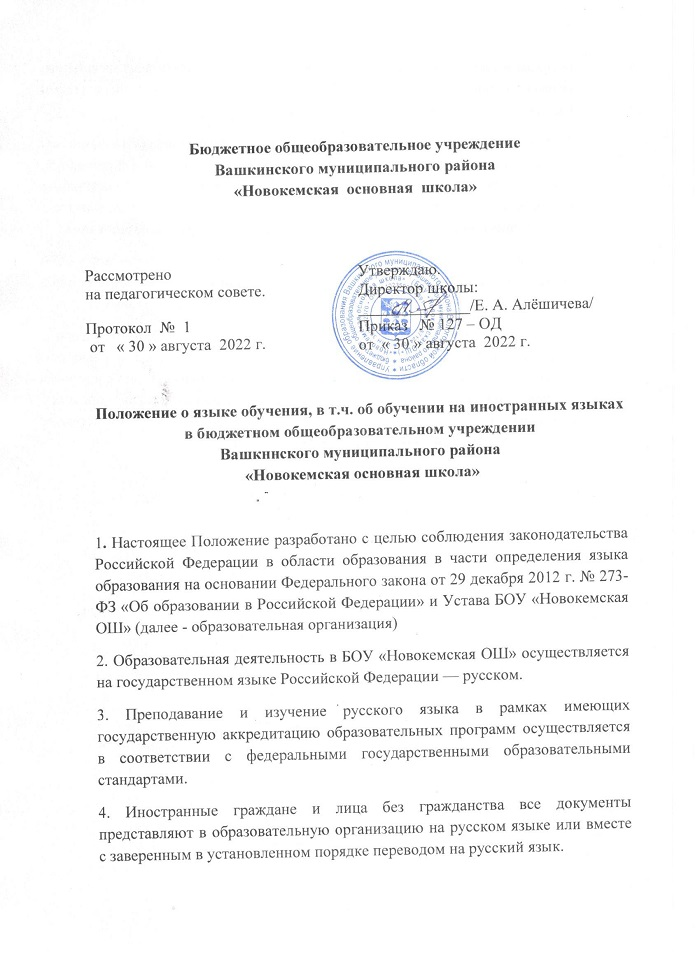 Бюджетное общеобразовательное учреждение
Вашкинского муниципального района
«Новокемская основная школа»
Рассмотрено
на педагогическом совете.
Протокол № 1
от « 30 » августа 2022 г.
Утверждаю.
Директор школы:
/Е. А. Алёшичева/
Приказ № 127 – ОД
от « 30 » августа 2022 г.
Положение о языке обучения, в т.ч. об обучении на иностранных языках
в бюджетном общеобразовательном учреждении
Вашкинского муниципального района
«Новокемская основная школа»
1. Настоящее Положение разработано с целью соблюдения законодательства
Российской Федерации в области образования в части определения языка
образования на основании Федерального закона от 29 декабря 2012 г. № 273-
ФЗ «Об образовании в Российской Федерации» и Устава БОУ «Новокемская
ОШ» (далее - образовательная организация)
2. Образовательная деятельность в БОУ «Новокемская ОШ» осуществляется
на государственном языке Российской Федерации — русском.
3. Преподавание и изучение русского языка в рамках имеющих
государственную аккредитацию образовательных программ осуществляется
в соответствии с федеральными государственными образовательными
стандартами.
4. Иностранные граждане и лица без гражданства все документы
представляют в образовательную организацию на русском языке или вместе
с заверенным в установленном порядке переводом на русский язык.